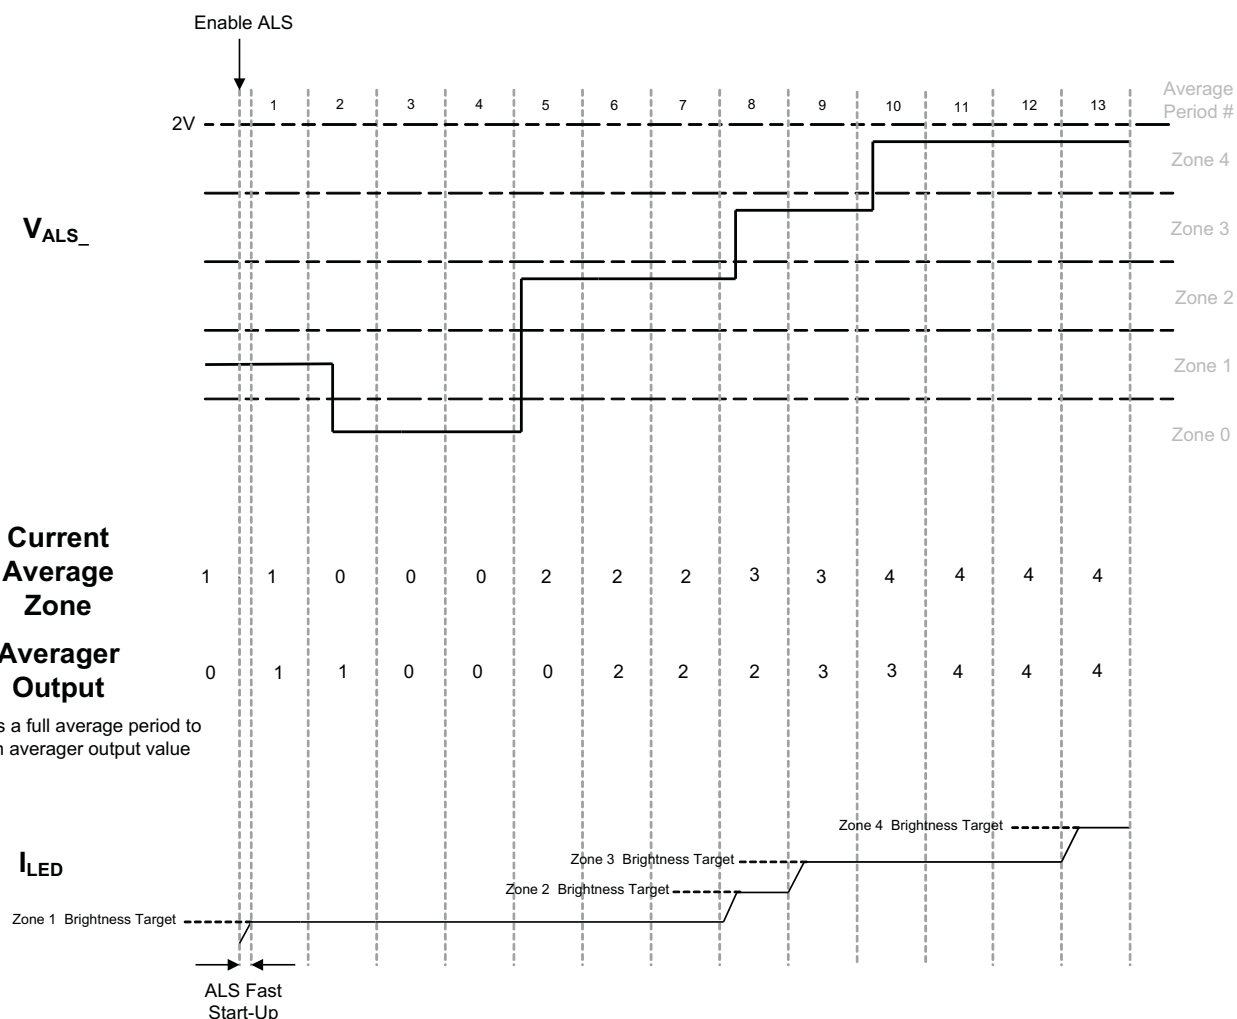 Enable ALS
1 2 3 4 5 6 7 8 9 10 11 12 13
Average
Period #
2V
Zone 4
VALS_
Zone 3
Zone 2
Zone 1
Zone 0
Current
Average
Zone
1 1 0 0 0 2 2 2 3 3 4 4 4 4
Averager
Output
0 1 1 0 0 0 2 2 2 3 3 4 4 4
s a full average period to
averager output value
ILED
Zone 4 Brightness Target
Zone 3 Brightness Target
Zone 2 Brightness Target
Zone 1 Brightness Target
ALS Fast
Start-Up